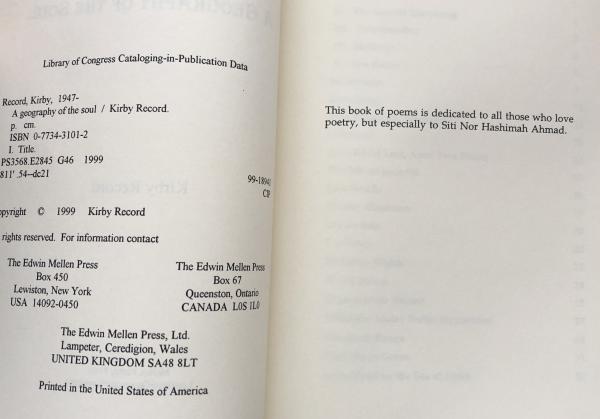 Library of Congress Cataloging-in-Publication Data
Record, Kirby, 1947-
A geography of the soul / Kirby Record.
p. cm.
ISBN 0-7734-3101-2
I. Title.
PS3568.E2845 G46 1999
811'.54--dc21
99-18940
CIP
opyright © 1999 Kirby Record
rights reserved. For information contact
The Edwin Mellen Press
Box 450
Lewiston, New York
USA 14092-0450
The Edwin Mellen Press
Box 67
Queenston, Ontario
CANADA L0S 1L0
The Edwin Mellen Press, Ltd.
Lampeter, Ceredigion, Wales
UNITED KINGDOM SA48 8LT
Printed in the United States of America
This book of poems is dedicated to all those who love
poetry, but especially to Siti Nor Hashimah Ahmad.